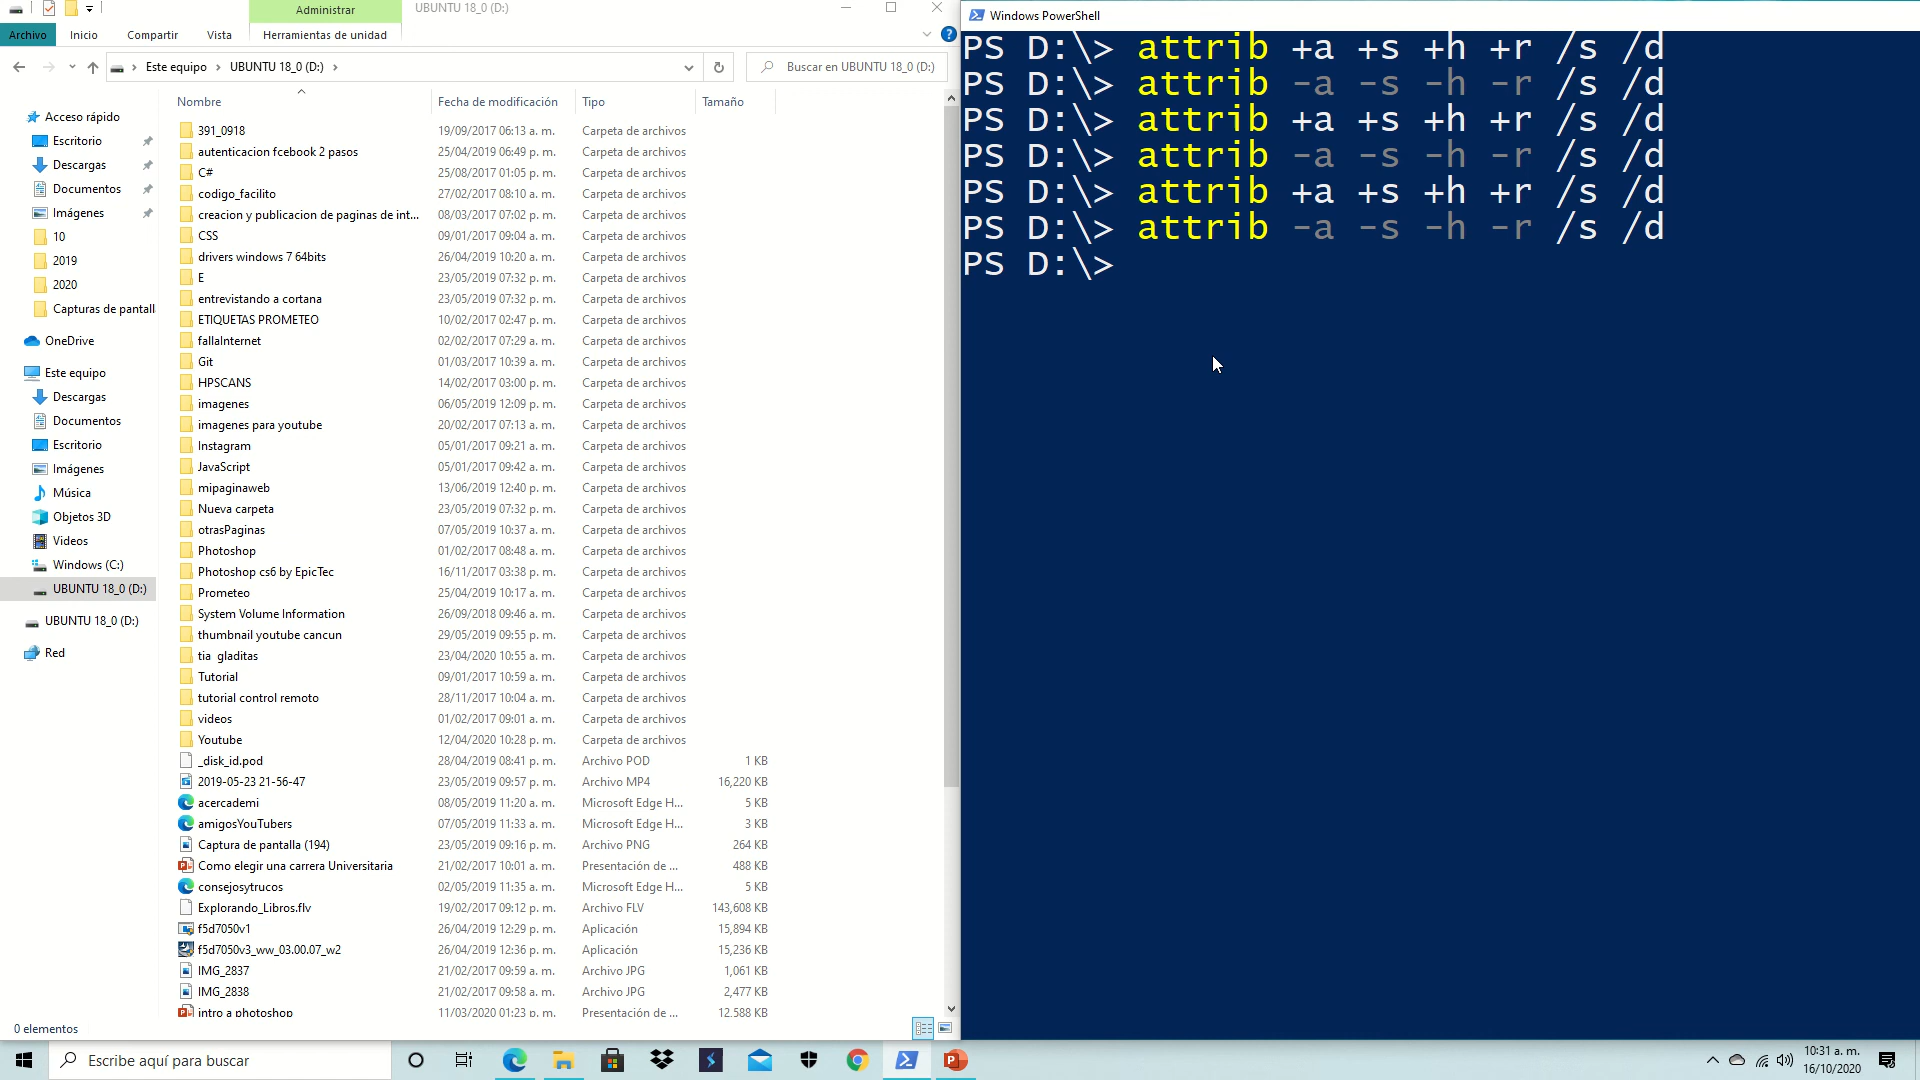 Administrar
UBUNTU 18_0 (D:)
Archivo
Inicio
Compartir
Vista
Herramientas de unidad
Este equipo > UBUNTU 18_0 (D:) >
Buscar en UBUNTU 18_0 (D:)
Acceso rápido
Escritorio
Descargas
Documentos
Imágenes
10
2019
2020
Capturas de pantall
OneDrive
Este equipo
Descargas
Documentos
Escritorio
Imágenes
Música
Objetos 3D
Videos
Windows (C:)
UBUNTU 18_0 (D:)
UBUNTU 18_0 (D:)
Red
Nombre Fecha de modificación Tipo Tamaño
391_0918 19/09/2017 06:13 a. m. Carpeta de archivos
autenticacion fcebook 2 pasos 25/04/2019 06:49 p. m. Carpeta de archivos
C# 25/08/2017 01:05 p. m. Carpeta de archivos
codigo_facilito 27/02/2017 08:10 a. m. Carpeta de archivos
creacion y publicacion de paginas de int... 08/03/2017 07:02 p. m. Carpeta de archivos
CSS 09/01/2017 09:04 a. m. Carpeta de archivos
drivers windows 7 64bits 26/04/2019 10:20 a. m. Carpeta de archivos
E 23/05/2019 07:32 p. m. Carpeta de archivos
entrevistando a cortana 23/05/2019 07:32 p. m. Carpeta de archivos
ETIQUETAS PROMETEO 10/02/2017 02:47 p. m. Carpeta de archivos
fallaInternet 02/02/2017 07:29 a. m. Carpeta de archivos
Git 01/03/2017 10:39 a. m. Carpeta de archivos
HPSCANS 14/02/2017 03:00 p. m. Carpeta de archivos
imagenes 06/05/2019 12:09 p. m. Carpeta de archivos
imagenes para youtube 20/02/2017 07:13 a. m. Carpeta de archivos
Instagram 05/01/2017 09:21 a. m. Carpeta de archivos
JavaScript 05/01/2017 09:42 a. m. Carpeta de archivos
mipaginaweb 13/06/2019 12:40 p. m. Carpeta de archivos
Nueva carpeta 23/05/2019 07:32 p. m. Carpeta de archivos
otrasPaginas 07/05/2019 10:37 a. m. Carpeta de archivos
Photoshop 01/02/2017 08:48 a. m. Carpeta de archivos
Photoshop cs6 by EpicTec 16/11/2017 03:38 p. m. Carpeta de archivos
Prometeo 25/04/2019 10:17 a. m. Carpeta de archivos
System Volume Information 26/09/2018 09:46 a. m. Carpeta de archivos
thumbnail youtube cancun 29/05/2019 09:55 p. m. Carpeta de archivos
tia gladitas 23/04/2020 10:55 a. m. Carpeta de archivos
Tutorial 09/01/2017 10:59 a. m. Carpeta de archivos
tutorial control remoto 28/11/2017 10:04 a. m. Carpeta de archivos
videos 01/02/2017 09:01 a. m. Carpeta de archivos
Youtube 12/04/2020 10:28 p. m. Carpeta de archivos
_disk_id.pod 28/04/2019 08:41 p. m. Archivo POD 1 KB
2019-05-23 21-56-47 23/05/2019 09:57 p. m. Archivo MP4 16,220 KB
acercademi 08/05/2019 11:20 a. m. Microsoft Edge H... 5 KB
amigosYouTubers 07/05/2019 11:33 a. m. Microsoft Edge H... 3 KB
Captura de pantalla (194) 23/05/2019 09:16 p. m. Archivo PNG 264 KB
Como elegir una carrera Universitaria 21/02/2017 10:01 a. m. Presentación de ... 488 KB
consejosytrucos 02/05/2019 11:35 a. m. Microsoft Edge H... 5 KB
Explorando_Libros.flv 19/02/2017 09:12 p. m. Archivo FLV 143,608 KB
f5d7050v1 26/04/2019 12:29 p. m. Aplicación 15,894 KB
f5d7050v3_ww_03.00.07_w2 26/04/2019 12:36 p. m. Aplicación 15,236 KB
IMG_2837 21/02/2017 09:59 a. m. Archivo JPG 1,061 KB
IMG_2838 21/02/2017 09:58 a. m. Archivo JPG 2,477 KB
intro a photoshop 11/03/2020 01:23 p. m. Presentación de ... 12.588 KB
0 elementos
Windows PowerShell
PS D:\> attrib +a +s +h +r /s /d
PS D:\> attrib -a -s -h -r /s /d
PS D:\> attrib +a +s +h +r /s /d
PS D:\> attrib -a -s -h -r /s /d
PS D:\> attrib +a +s +h +r /s /d
PS D:\> attrib -a -s -h -r /s /d
PS D:\>
Escribe aquí para buscar
10:31 a. m.
16/10/2020